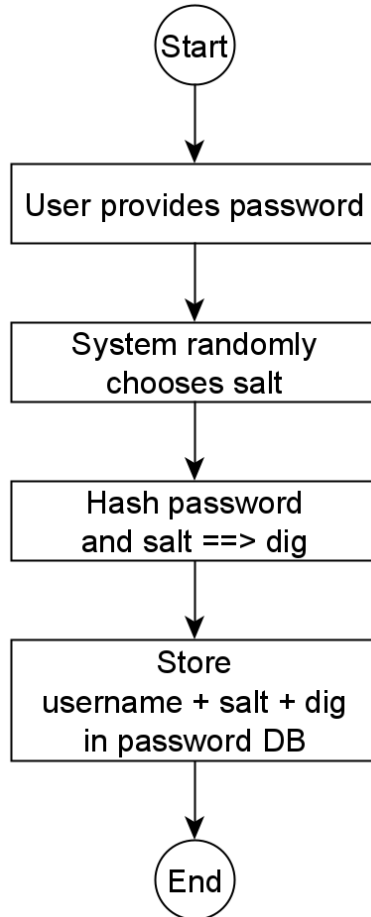 Start
User provides password
System randomly
chooses salt
Hash password
and salt ==> dig
Store
username + salt + dig
in password DB
End